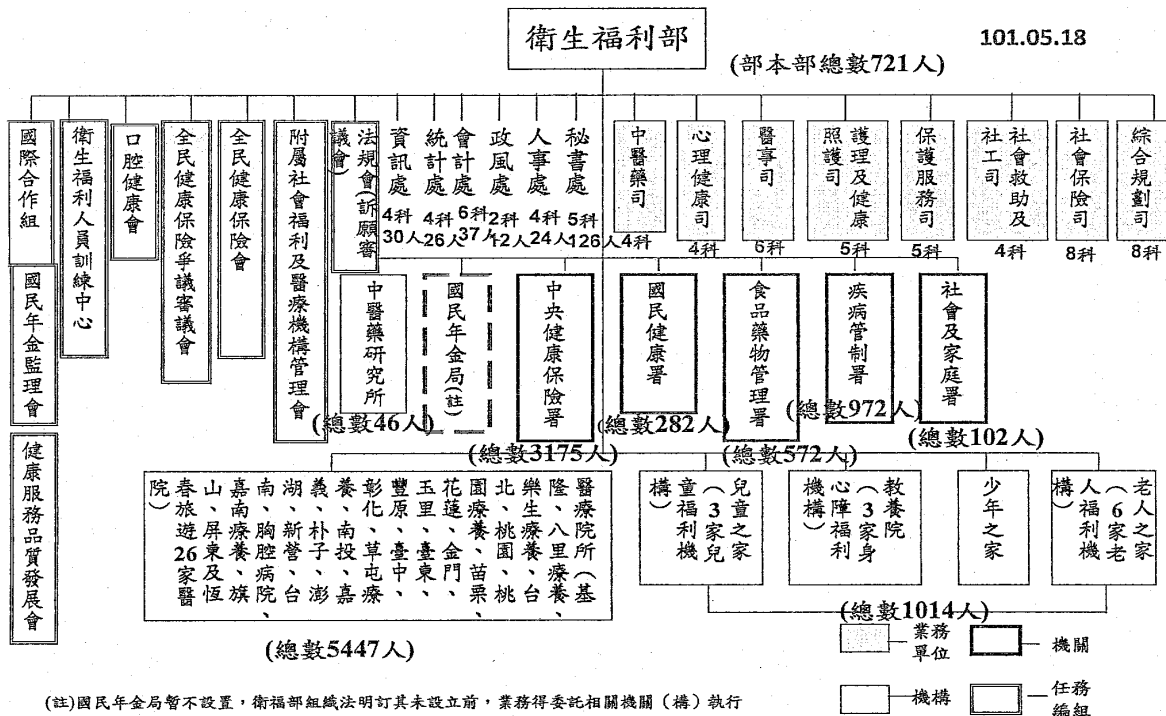 衛生福利部
101.05.18
(部本部總數721人)
國際合作組
衛生福利人員訓練中心
口腔健康會
全民健康保險爭議審議會
全民健康保險會
附屬社會福利及醫療機構管理會
法規會(訴願審
議會)
資訊處
4科
30人
統計處
4科
26人
會計處
6科
37人
政風處
2科
12人
人事處
4科
24人
秘書處
5科
126人
中醫藥司
4科
心理健康司
4科
醫事司
6科
護理及健康
照護司
5科
保護服務司
5科
社會救助及
社工司
4科
社會保險司
8科
綜合規劃司
8科
國民年金監理會
健康服務品質發展會
中醫藥研究所
(總數46人)
國民年金局(註)
中央健康保險署
(總數3175人)
國民健康署
(總數282人)
食品藥物管理署
(總數572人)
疾病管制署
(總數972人)
社會及家庭署
(總數102人)
醫療院所(基
隆、八里療養、
樂生療養、台
北、桃園、桃
園療養、苗栗、
花蓮、金門、
玉里、臺東、
豐原、臺中、
彰化、草屯療
養、南投、嘉
義、朴子、澎
湖、新營、台
南、胸腔病院、
嘉南療養、旗
山、屏東及恆
春旅遊26家醫
院)
(總數5447人)
兒童之家
(3家兒
童福利機
構)
教養院
(3家身
心障福利
機構)
少年之家
老人之家
(6家老
人福利機
構)
(總數1014人)
業務
單位
機關
機構
任務
編組
(註)國民年金局暫不設置，衛福部組織法明訂其未設立前，業務得委託相關機關（構）執行